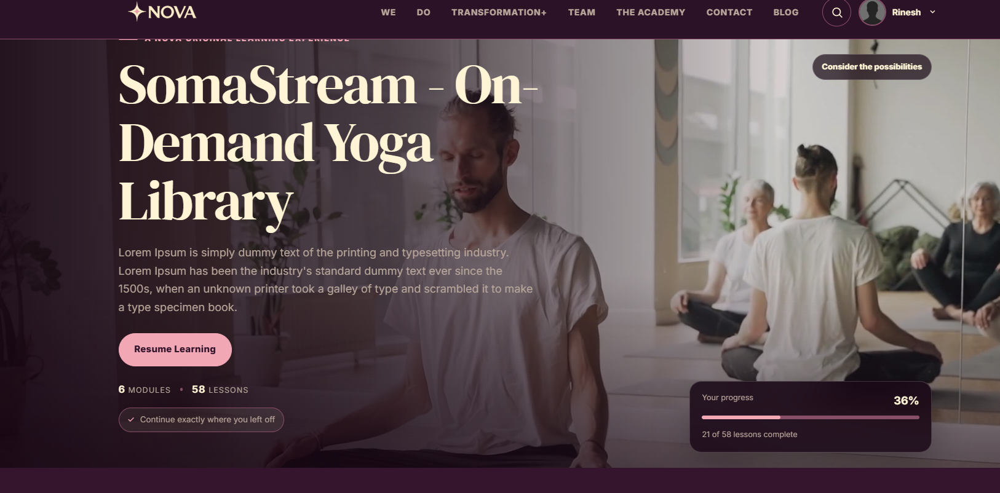 NOVA
WE DO TRANSFORMATION+ TEAM THE ACADEMY CONTACT BLOG Rinesh
A NOVA ORIGINAL LEARNING EXPERIENCE
Consider the possibilities
SomaStream - On-
Demand Yoga
Library
Lorem Ipsum is simply dummy text of the printing and typesetting industry.
Lorem Ipsum has been the industry's standard dummy text ever since the
1500s, when an unknown printer took a galley of type and scrambled it to make
a type specimen book.
Resume Learning
6 MODULES • 58 LESSONS
Continue exactly where you left off
Your progress 36%
21 of 58 lessons complete